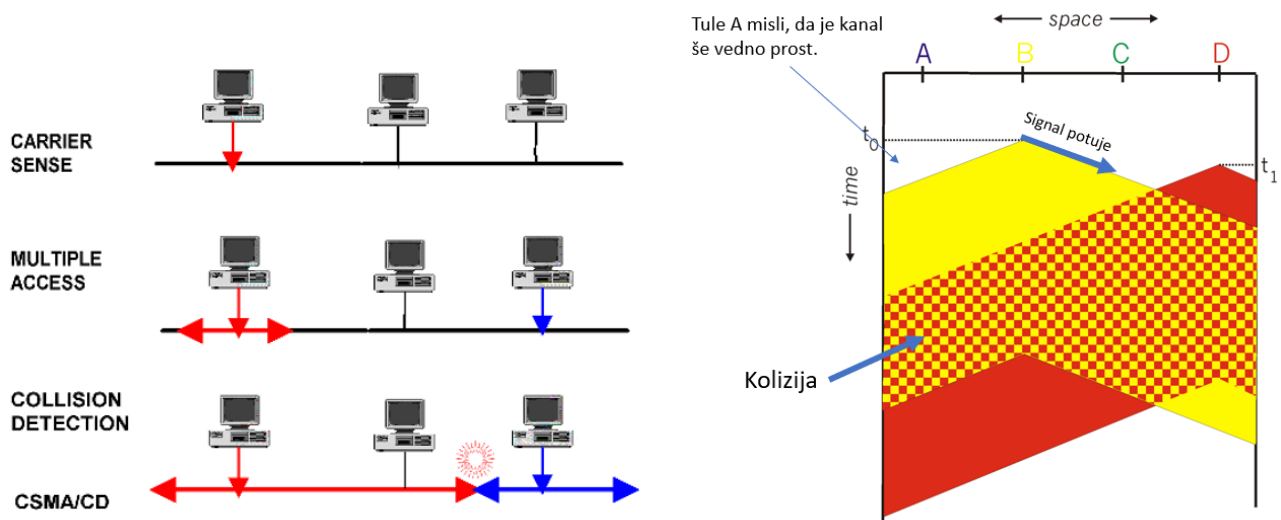 CARRIER
SENSE
MULTIPLE
ACCESS
COLLISION
DETECTION
CSMA/CD
Tule A misli, da je kanal
še vedno prost.
space
A B C D
t0
Signal potuje
t1
time
Kolizija